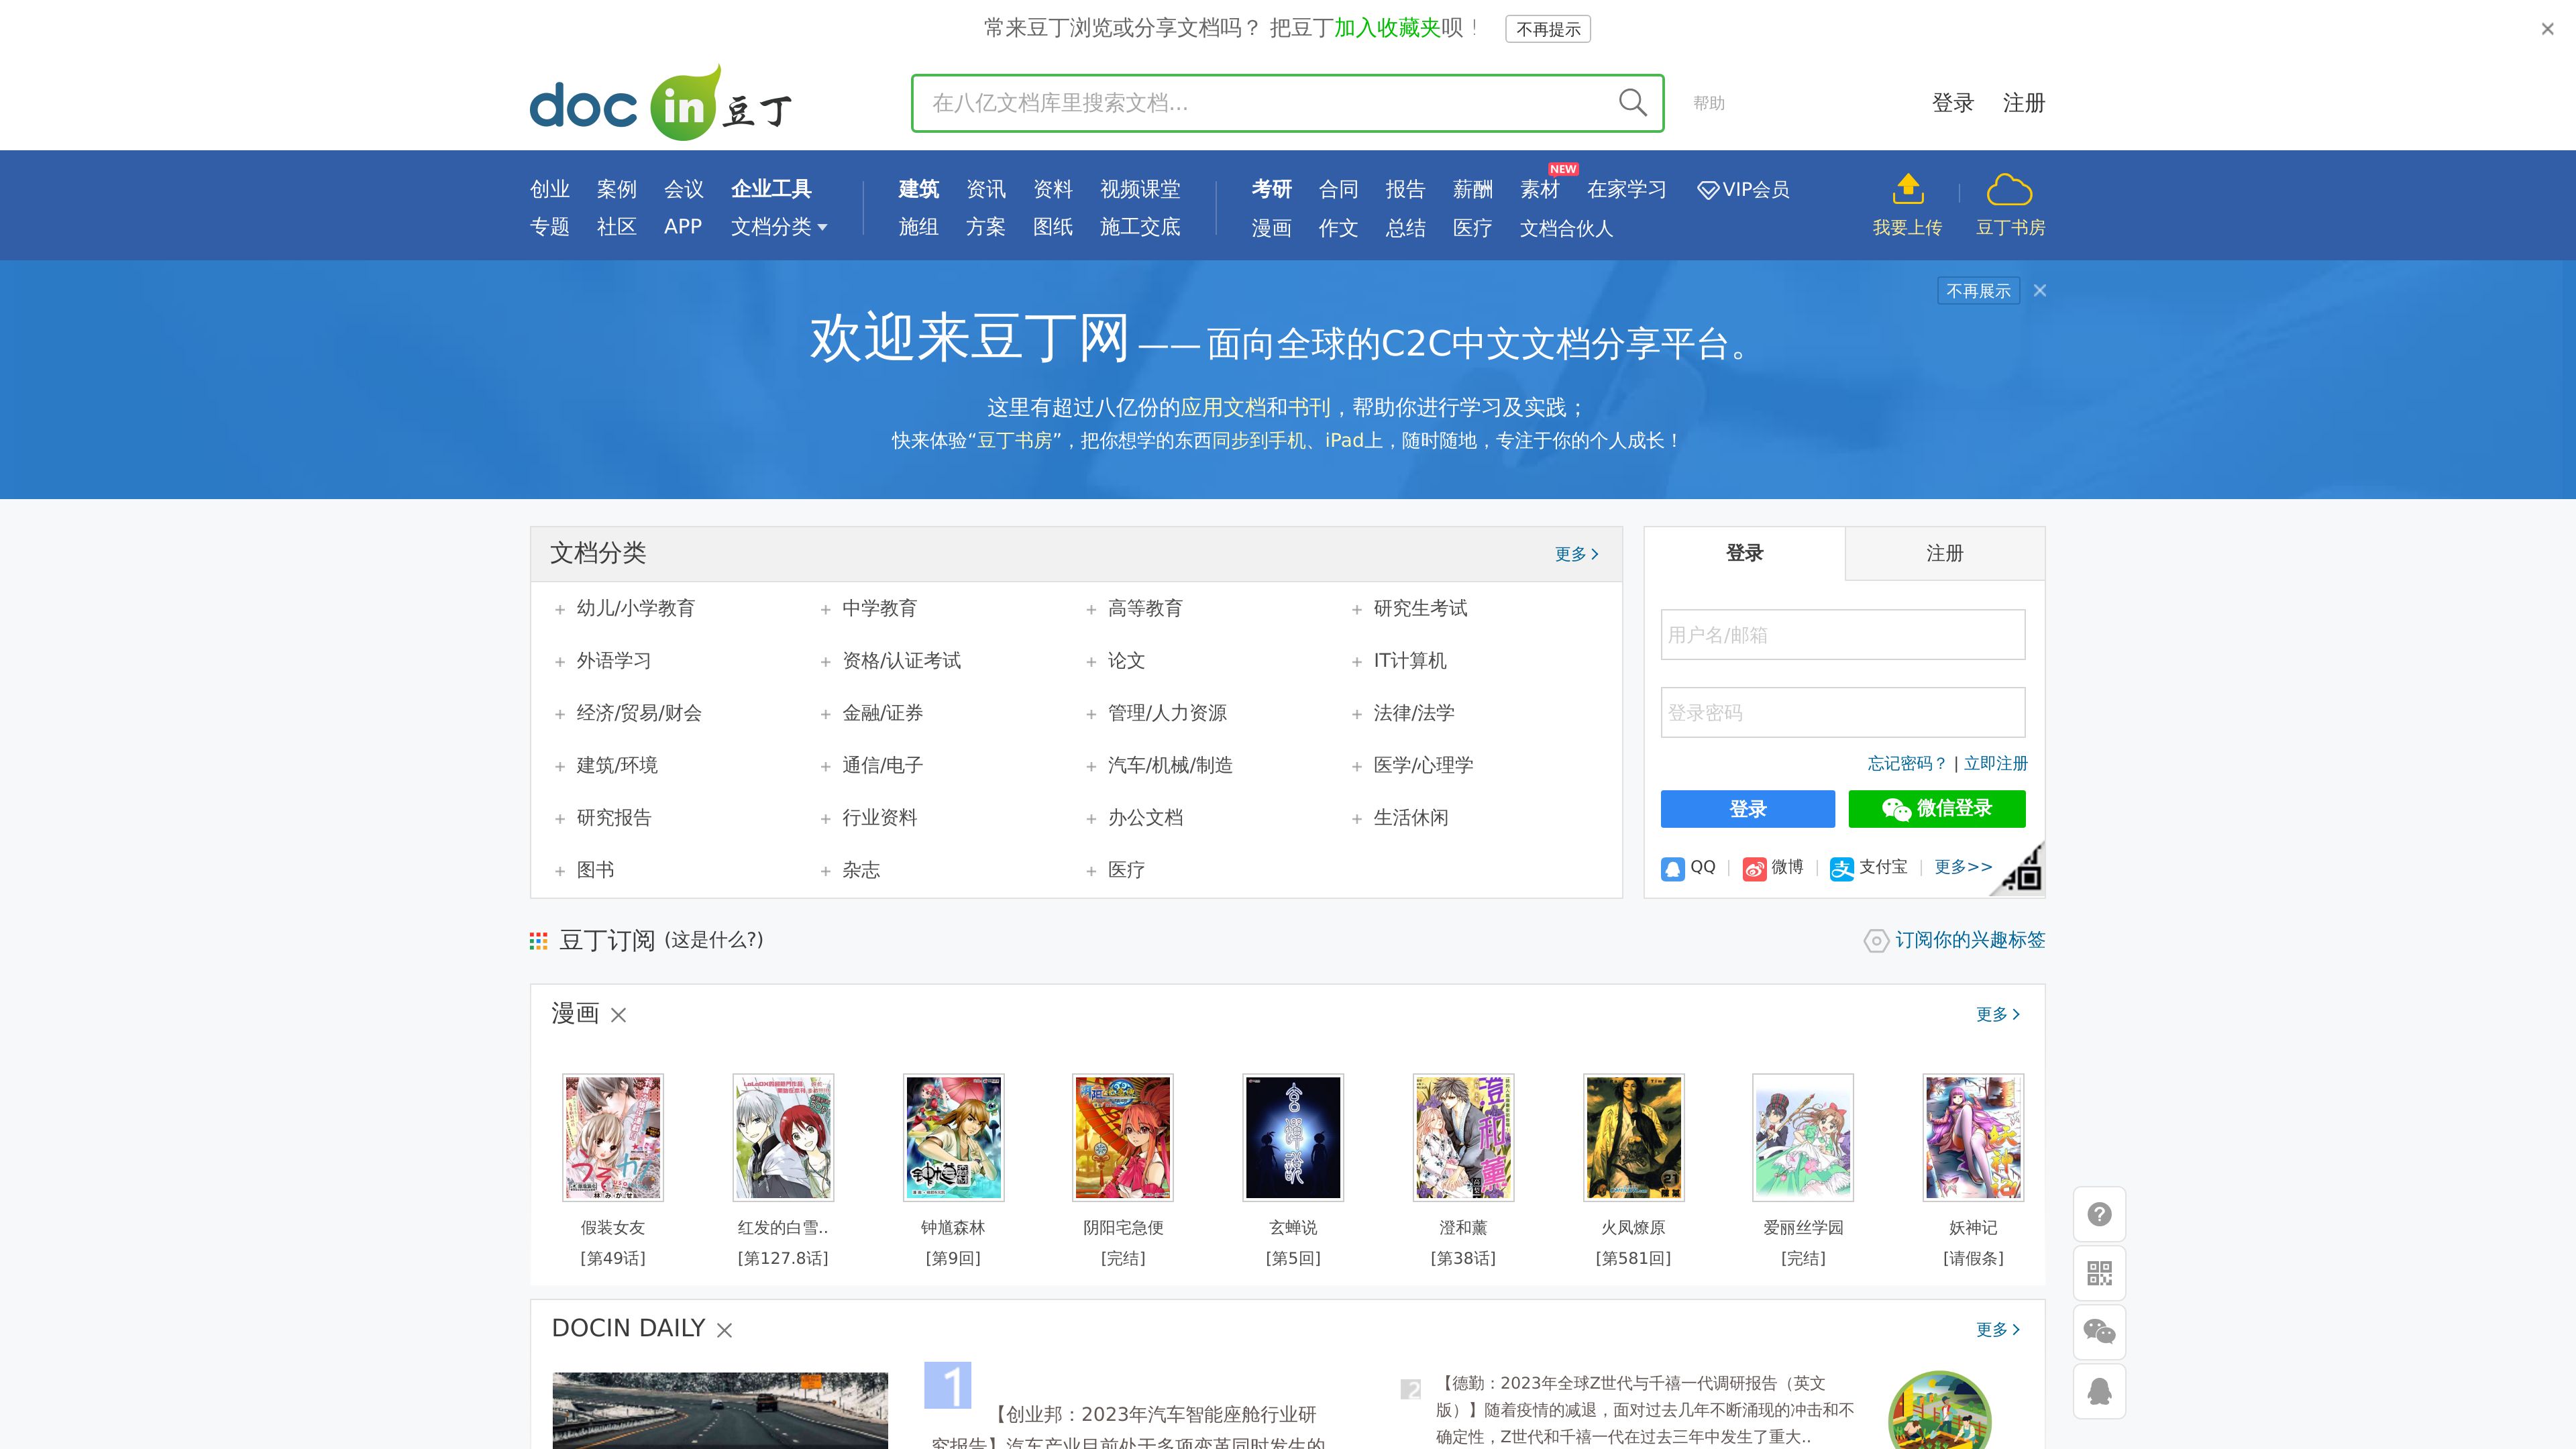 常来豆丁浏览或分享文档吗？ 把豆丁加入收藏夹呗！ 不再提示
doc in 豆丁
在八亿文档库里搜索文档...
帮助
登录 注册
创业 案例 会议 企业工具
专题 社区 APP 文档分类
建筑 资讯 资料 视频课堂
施组 方案 图纸 施工交底
考研 合同 报告 薪酬 素材 NEW 在家学习 VIP会员
漫画 作文 总结 医疗 文档合伙人
我要上传 豆丁书房
不再展示
欢迎来豆丁网 —— 面向全球的C2C中文文档分享平台。
这里有超过八亿份的应用文档和书刊，帮助你进行学习及实践；
快来体验“豆丁书房”，把你想学的东西同步到手机、iPad上，随时随地，专注于你的个人成长！
文档分类 更多
幼儿/小学教育 中学教育 高等教育 研究生考试
外语学习 资格/认证考试 论文 IT计算机
经济/贸易/财会 金融/证券 管理/人力资源 法律/法学
建筑/环境 通信/电子 汽车/机械/制造 医学/心理学
研究报告 行业资料 办公文档 生活休闲
图书 杂志 医疗
登录 注册
用户名/邮箱
登录密码
忘记密码？ | 立即注册
登录 微信登录
QQ 微博 支付宝 更多>>
豆丁订阅 (这是什么?) 订阅你的兴趣标签
漫画 更多
假装女友 红发的白雪.. 钟馗森林 阴阳宅急便 玄蝉说 澄和薰 火凤燎原 爱丽丝学园 妖神记
[第49话] [第127.8话] [第9回] [完结] [第5回] [第38话] [第581回] [完结] [请假条]
DOCIN DAILY 更多
1
【创业邦：2023年汽车智能座舱行业研
究报告】汽车产业目前处于多项变革同时发生的
2
【德勤：2023年全球Z世代与千禧一代调研报告（英文
版）】随着疫情的减退，面对过去几年不断涌现的冲击和不
确定性，Z世代和千禧一代在过去三年中发生了重大..